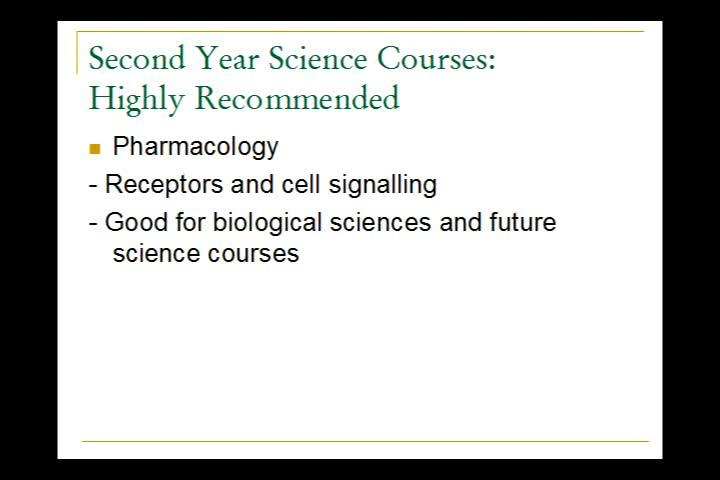 Second Year Science Courses:
Highly Recommended
Pharmacology
- Receptors and cell signalling
- Good for biological sciences and future
science courses